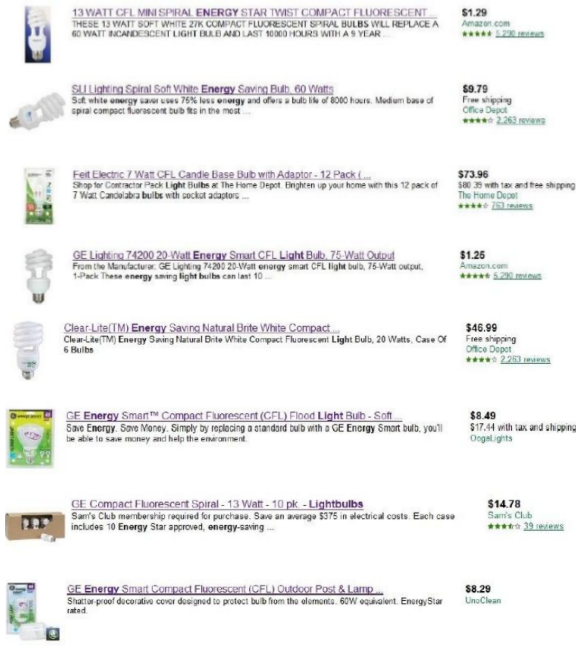 13 WATT CFL MINI SPIRAL ENERGY STAR TWIST COMPACT FLUORESCENT ...
THESE 13 WATT SOFT WHITE 27K COMPACT FLUORESCENT SPIRAL BULBS WILL REPLACE A
60 WATT INCANDESCENT LIGHT BULB AND LAST 10000 HOURS WITH A 9 YEAR ...
$1.29
Amazon.com
5,290 reviews
SLI Lighting Spiral Soft White Energy Saving Bulb, 60 Watts
Soft white energy saver uses 75% less energy and offers a bulb life of 8000 hours. Medium base of
spiral compact fluorescent bulb fits in the most ...
$9.79
Free shipping
Office Depot
2,263 reviews
Feit Electric 7 Watt CFL Candle Base Bulb with Adaptor - 12 Pack ( ...
Shop for Contractor Pack Light Bulbs at The Home Depot. Brighten up your home with this 12 pack of
7 Watt Candelabra bulbs with socket adaptors ...
$73.96
$80.39 with tax and free shipping
The Home Depot
763 reviews
GE Lighting 74200 20-Watt Energy Smart CFL Light Bulb, 75-Watt Output
From the Manufacturer. GE Lighting 74200 20-Watt energy smart CFL light bulb, 75-Watt output,
1-Pack These energy smring light bulbs can last 10 ...
$1.25
Amazon.com
5,290 reviews
Clear-Lite(TM) Energy Saving Natural Brite White Compact ...
Clear-Lite(TM) Energy Saving Natural Brite White Compact Fluorescent Light Bulb, 20 Watts, Case Of
6 Bulbs
$46.99
Free shipping
Office Depot
2,263 reviews
GE Energy Smart™ Compact Fluorescent (CFL) Flood Light Bulb - Soft ...
Save Energy. Save Money. Simply by replacing a standard bulb with a GE Energy Smart bulb, you'll
be able to save money and help the environment.
$8.49
$17.44 with tax and shipping
OogaLights
GE Compact Fluorescent Spiral - 13 Watt - 10 pk. - Lightbulbs
Sam's Club membership required for purchase. Save an average $375 in electrical costs. Each case
includes 10 Energy Star approved, energy-saving ...
$14.78
Sam's Club
39 reviews
GE Energy Smart Compact Fluorescent (CFL) Outdoor Post & Lamp ...
Shatter-proof decorative cover designed to protect bulb from the elements. 60W equivalent. EnergyStar
rated.
$8.29
UnoClean